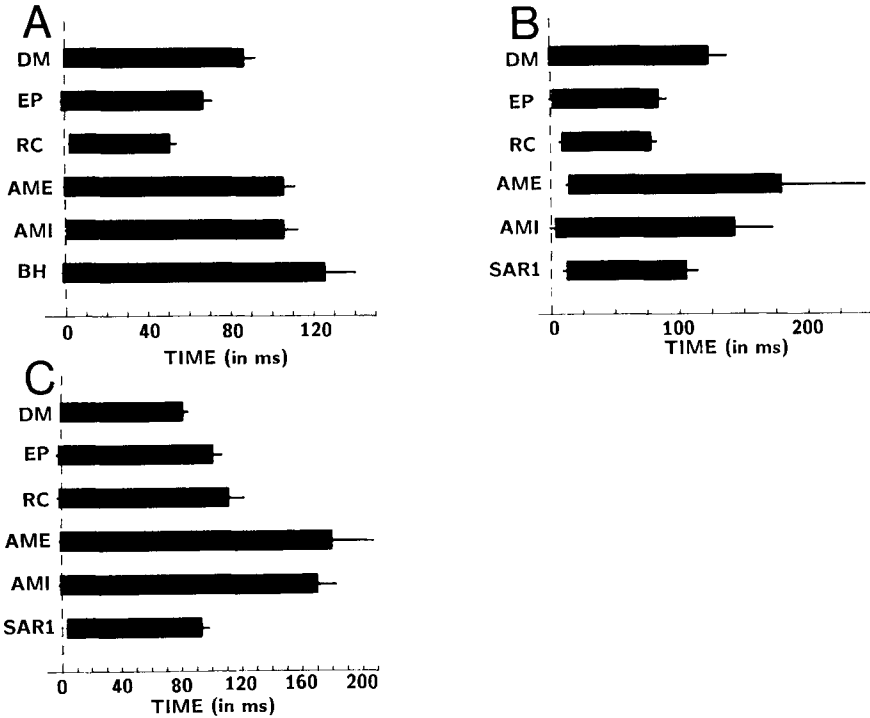 A
DM
EP
RC
AME
AMI
BH
0 40 80 120
TIME (in ms)
B
DM
EP
RC
AME
AMI
SAR1
0 100 200
TIME (in ms)
C
DM
EP
RC
AME
AMI
SAR1
0 40 80 120 160 200
TIME (in ms)